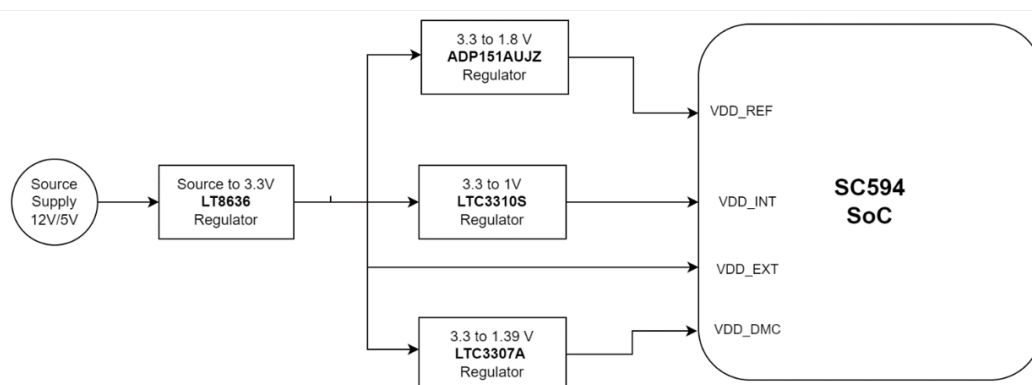 Source
Supply
12V/5V
Source to 3.3V
LT8636
Regulator
3.3 to 1.8 V
ADP151AUJZ
Regulator
3.3 to 1V
LTC3310S
Regulator
3.3 to 1.39 V
LTC3307A
Regulator
VDD_REF
VDD_INT
VDD_EXT
VDD_DMC
SC594
SoC